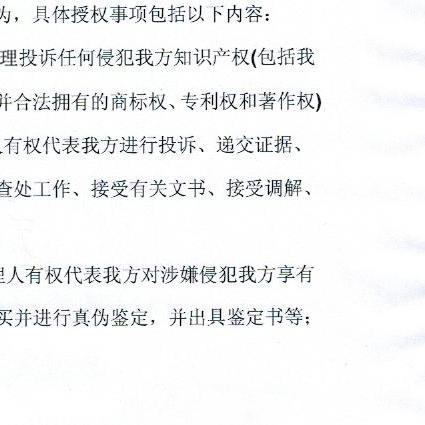 ，具体授权事项包括以下内容：
理投诉任何侵犯我方知识产权(包括我
并合法拥有的商标权、专利权和著作权)
人有权代表我方进行投诉、递交证据、
查处工作、接受有关文书、接受调解、
理人有权代表我方对涉嫌侵犯我方享有
买并进行真伪鉴定，并出具鉴定书等；